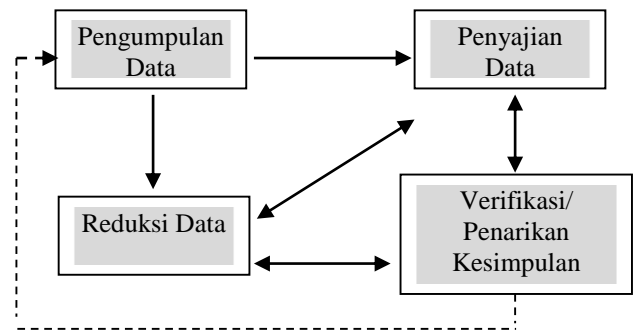 Pengumpulan
Data
Penyajian
Data
Reduksi Data
Verifikasi/
Penarikan
Kesimpulan